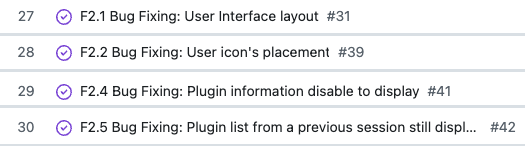 27 F2.1 Bug Fixing: User Interface layout #31
28 F2.2 Bug Fixing: User icon's placement #39
29 F2.4 Bug Fixing: Plugin information disable to display #41
30 F2.5 Bug Fixing: Plugin list from a previous session still displ... #42